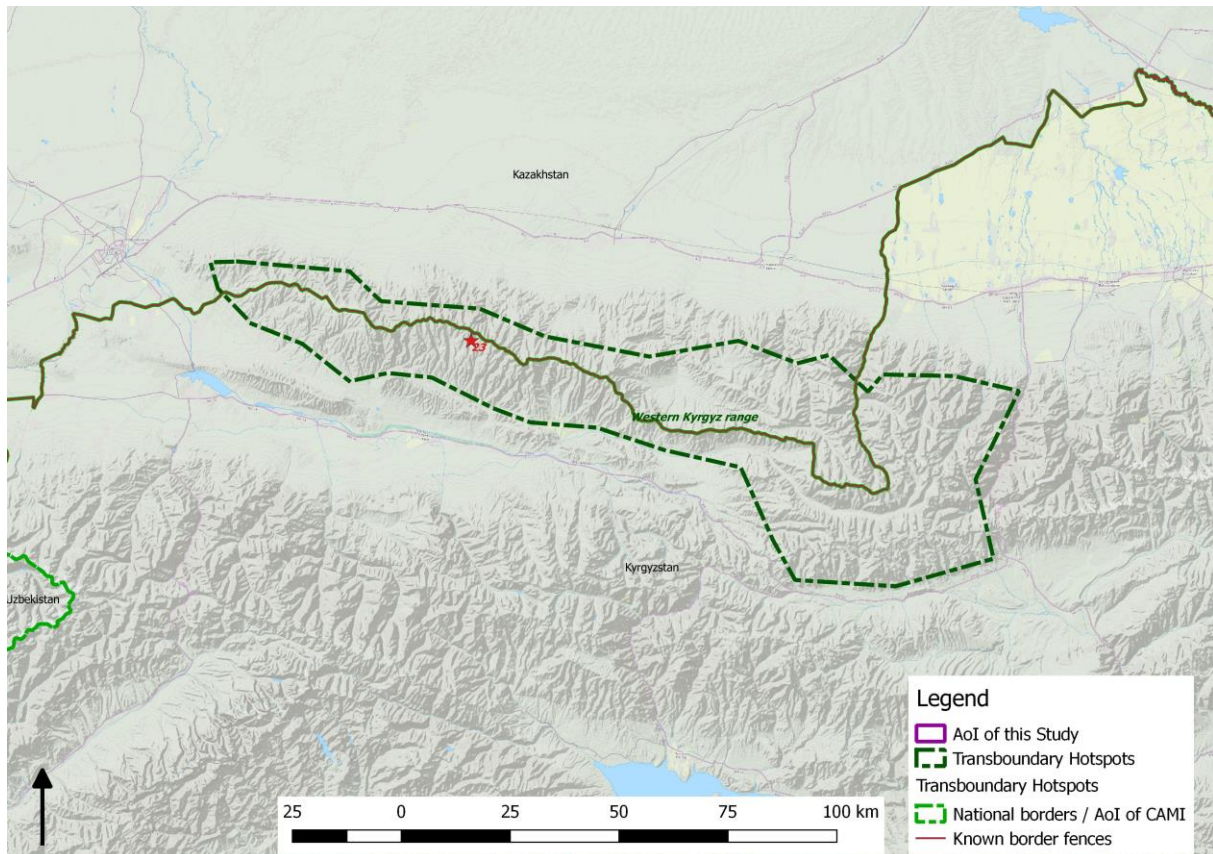 Kazakhstan
23
Western Kyrgyz range
Kyrgyzstan
Uzbekistan
Legend
AoI of this Study
Transboundary Hotspots
Transboundary Hotspots
National borders / AoI of CAMI
Known border fences
25 0 25 50 75 100 km